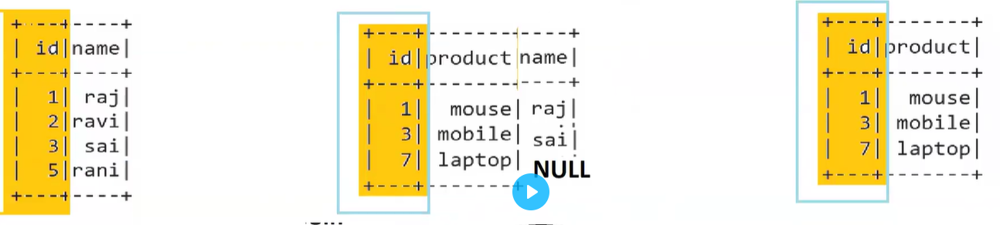 +----+----+
| id|name|
+----+----+
| 1| raj|
| 2|ravi|
| 3| sai|
| 5|rani|
+----+----+
+----+-------+----+
| id|product|name|
+----+-------+----+
| 1| mouse| raj|
| 3| mobile| sai|
| 7| laptop| NULL
+----+-------+
+----+-------+
| id|product|
+----+-------+
| 1| mouse|
| 3| mobile|
| 7| laptop|
+----+-------+